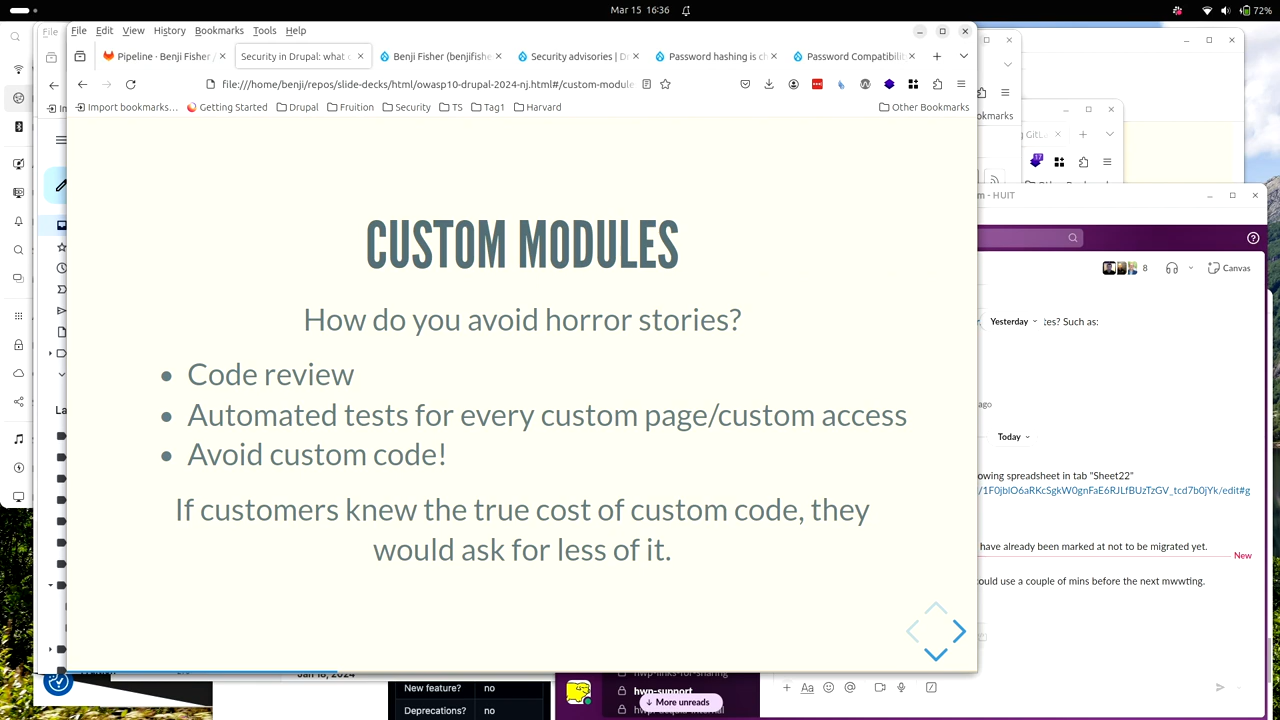 Mar 15 16:36
72%
File Edit View History Bookmarks Tools Help
Pipeline · Benji Fisher /
Security in Drupal: what c
Benji Fisher (benjifishe
Security advisories | Dr
Password hashing is ch
Password Compatibilit
file:///home/benji/repos/slide-decks/html/owasp10-drupal-2024-nj.html#/custom-module
Import bookmarks…
Getting Started
Drupal
Fruition
Security
TS
Tag1
Harvard
Other Bookmarks
CUSTOM MODULES
How do you avoid horror stories?
• Code review
• Automated tests for every custom page/custom access
• Avoid custom code!
If customers knew the true cost of custom code, they
would ask for less of it.
File
La
okmarks
GitL
- HUIT
8
Canvas
Yesterday
tes? Such as:
ago
Today
owing spreadsheet in tab "Sheet22"
have already been marked at not to be migrated yet.
New
ould use a couple of mins before the next mwwting.
New feature? no
Deprecations? no
hwp-support
More unreads